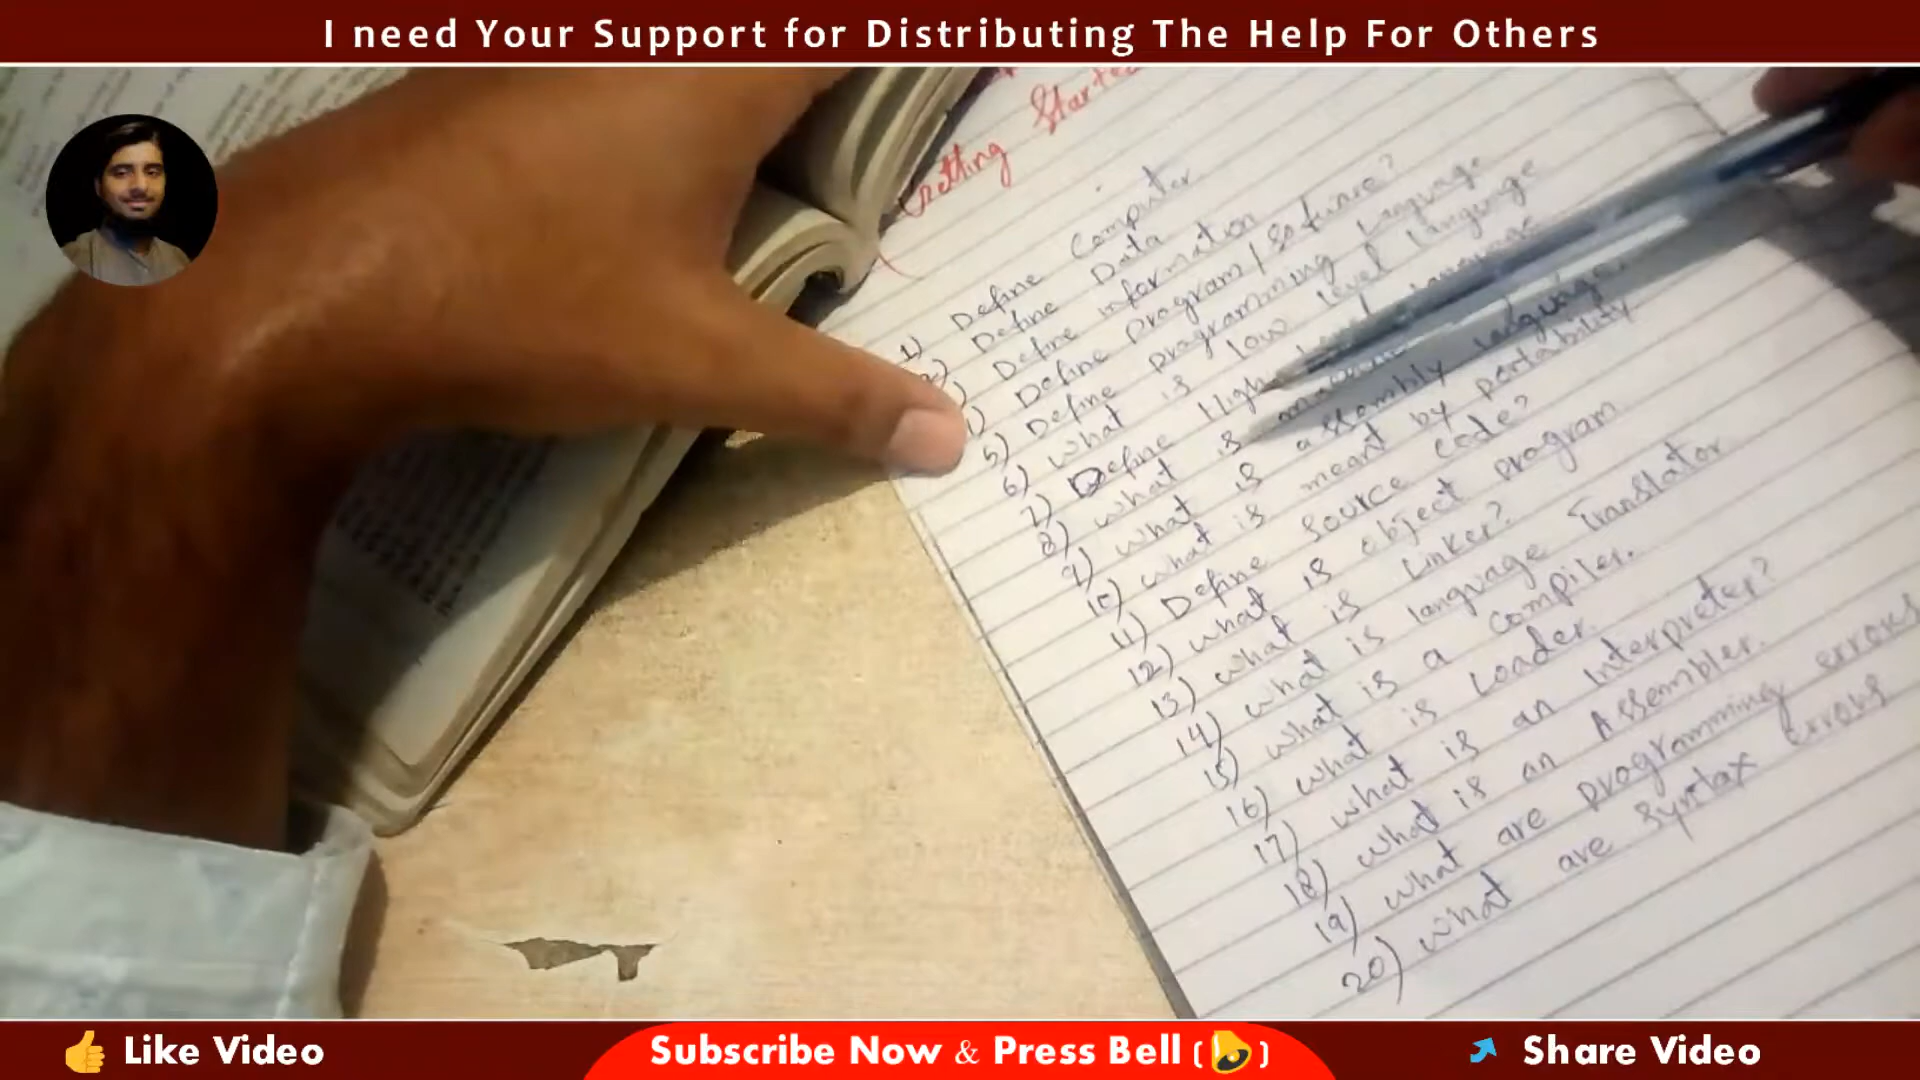 I need Your Support for Distributing The Help For Others
Getting Started
1) Define Computer
2) Define Data
) Define information
) Define program / software?
5) Define programming language
6) What is low level language
7) Define High
8) What is
9) What is assembly language.
10) What is meant by portability
11) Define source code?
12) What is object program
13) What is Linker?
14) What is language Translator
15) What is a compiler.
16) What is Loader.
17) What is an Interpreter?
18) What is an Assembler.
19) What are programming errors
20) What are syntax errors
Like Video
Subscribe Now & Press Bell ( )
Share Video